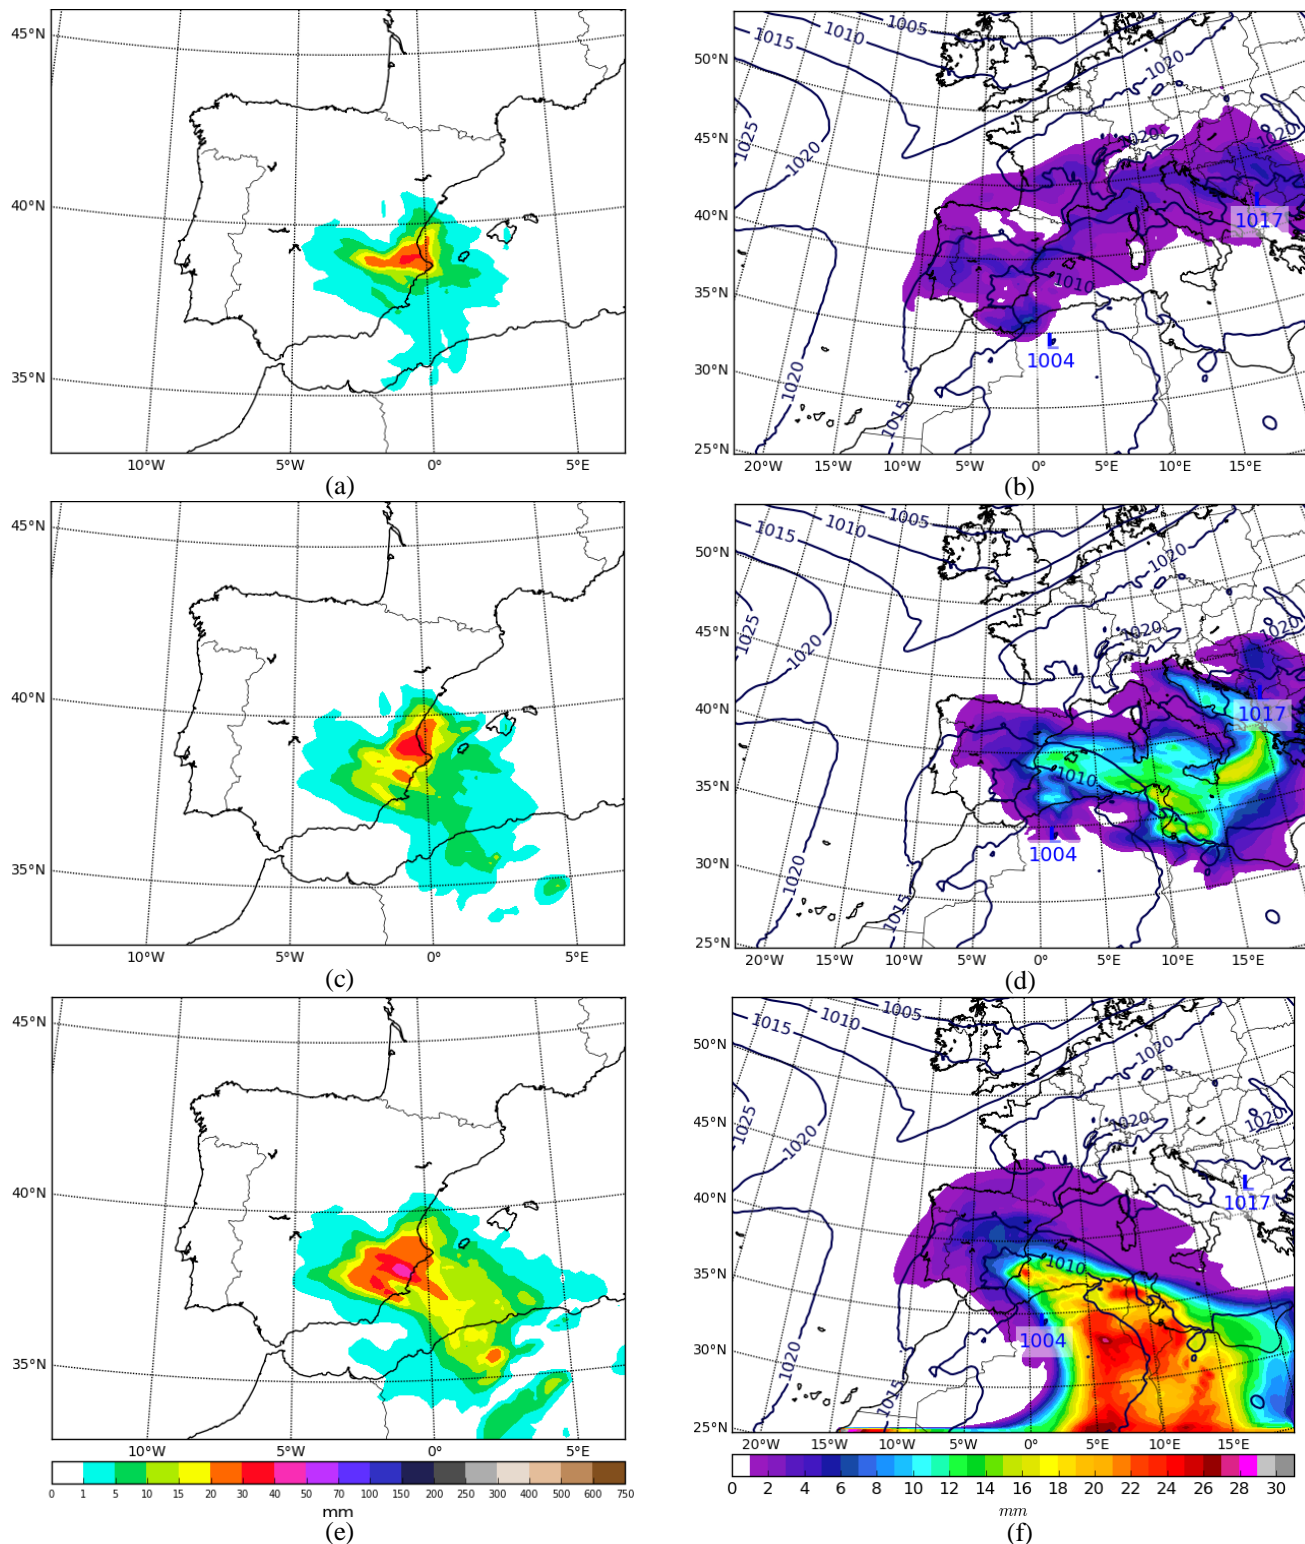 45°N
40°N
35°N
10°W 5°W 0° 5°E
(a)
1005
1010
1015
1020
1025
1020
1020
1020
1017
1010
L
1004
1020
1015
50°N
45°N
40°N
35°N
30°N
25°N
20°W 15°W 10°W 5°W 0° 5°E 10°E 15°E
(b)
45°N
40°N
35°N
10°W 5°W 0° 5°E
(c)
1005
1010
1015
1020
1025
1020
1020
1020
L
1017
1010
L
1004
1020
1015
50°N
45°N
40°N
35°N
30°N
25°N
20°W 15°W 10°W 5°W 0° 5°E 10°E 15°E
(d)
45°N
40°N
35°N
10°W 5°W 0° 5°E
0 1 5 10 15 20 30 40 50 70 100 150 200 250 300 400 500 600 750
mm
(e)
1005
1010
1015
1020
1025
1020
1020
1020
L
1017
1010
L
1004
1020
1015
50°N
45°N
40°N
35°N
30°N
25°N
20°W 15°W 10°W 5°W 0° 5°E 10°E 15°E
0 2 4 6 8 10 12 14 16 18 20 22 24 26 28 30
mm
(f)